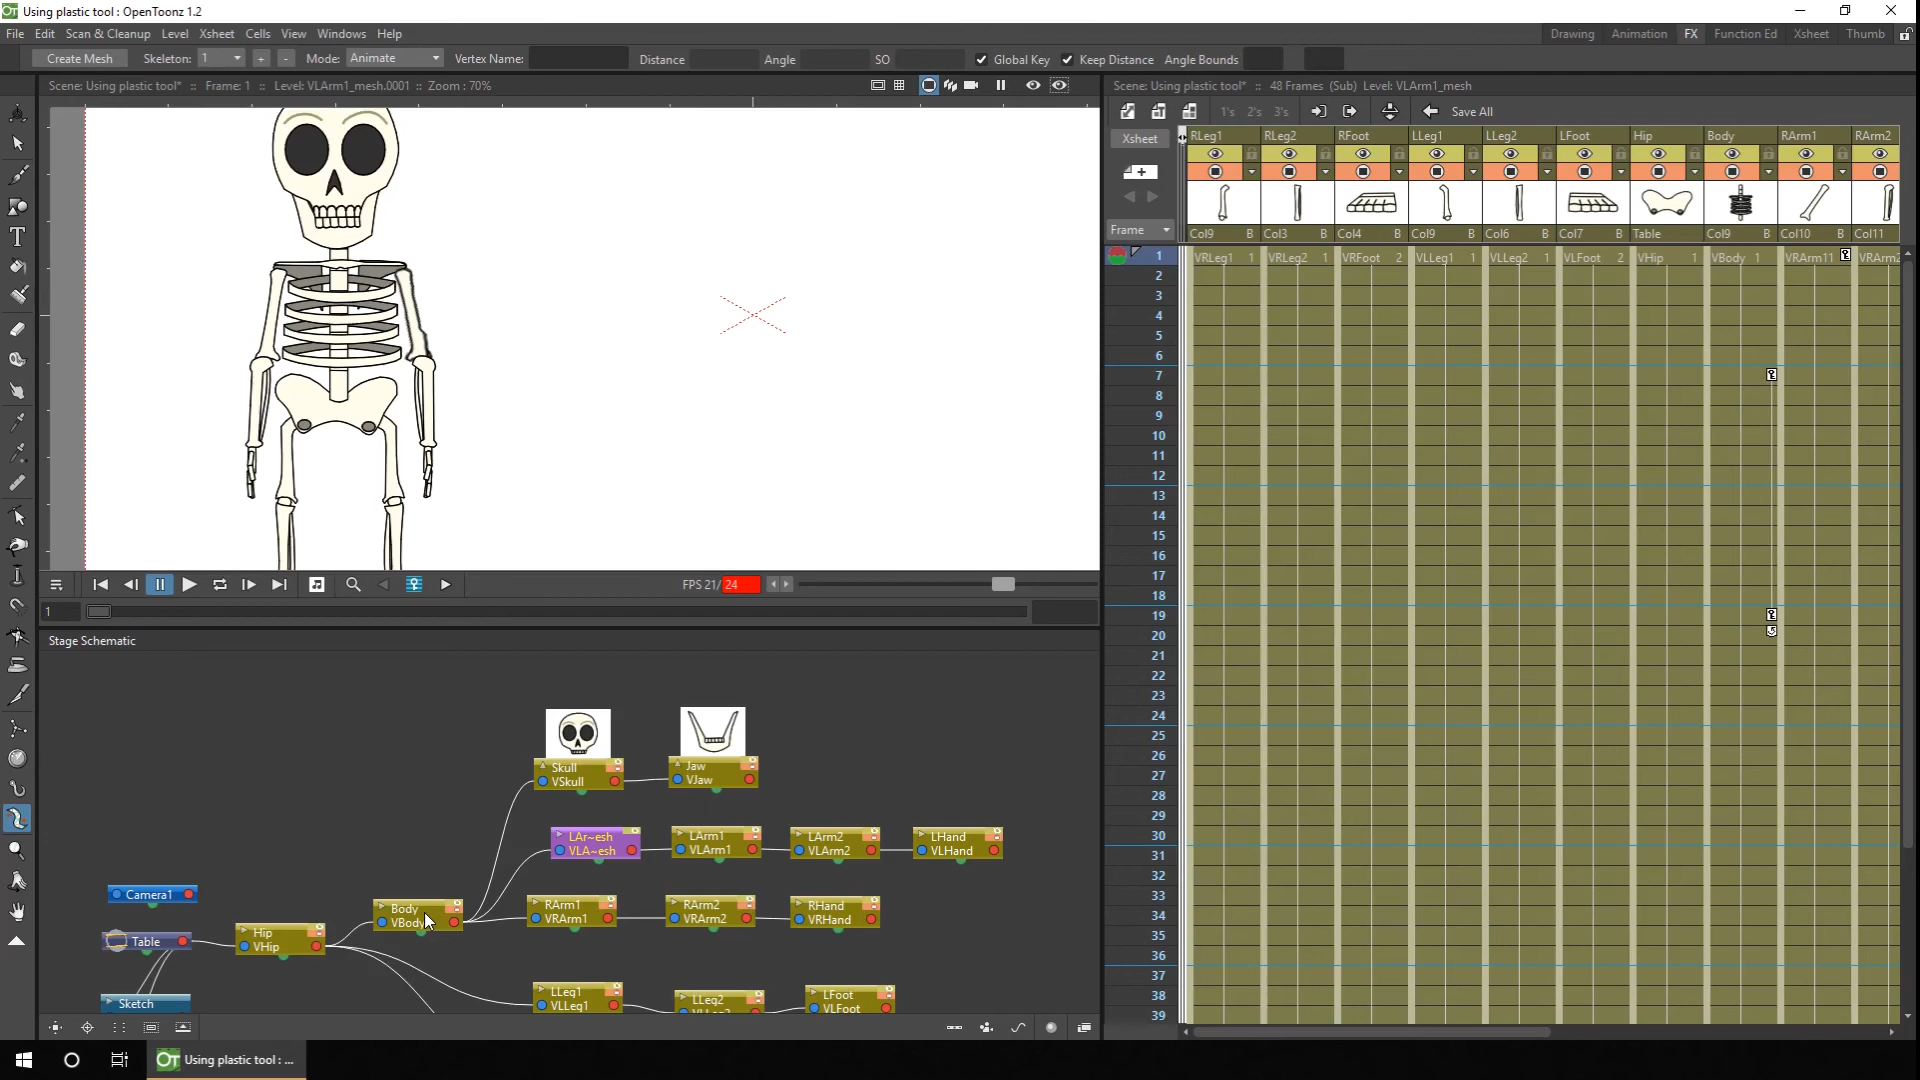 Using plastic tool : OpenToonz 1.2
File Edit Scan & Cleanup Level Xsheet Cells View Windows Help
Drawing Animation FX Function Ed Xsheet Thumb
Create Mesh Skeleton: 1 + - Mode: Animate Vertex Name: Distance Angle SO Global Key Keep Distance Angle Bounds
Scene: Using plastic tool* :: Frame: 1 :: Level: VLArm1_mesh.0001 :: Zoom : 70%
Scene: Using plastic tool* :: 48 Frames (Sub) Level: VLArm1_mesh
1's 2's 3's Save All
Xsheet RLeg1 RLeg2 RFoot LLeg1 LLeg2 LFoot Hip Body RArm1 RArm2
Frame Col9 B Col3 B Col4 B Col9 B Col6 B Col7 B Table Col9 B Col10 B Col11
1 VRLeg1 1 VRLeg2 1 VRFoot 2 VLLeg1 1 VLLeg2 1 VLFoot 2 VHip 1 VBody 1 VRArm11 VRArm2
2
3
4
5
6
7
8
9
10
11
12
13
14
15
16
17
18
19
20
21
22
23
24
25
26
27
28
29
30
31
32
33
34
35
36
37
38
39
FPS 21/24
1
Stage Schematic
Skull
VSkull
Jaw
VJaw
LAr~esh
VLA~esh
LArm1
VLArm1
LArm2
VLArm2
LHand
VLHand
Camera1
Body
VBody
RArm1
VRArm1
RArm2
VRArm2
RHand
VRHand
Table
Hip
VHip
Sketch
LLeg1
VLLeg1
LLeg2
LFoot
VLFoot
OT Using plastic tool : ...